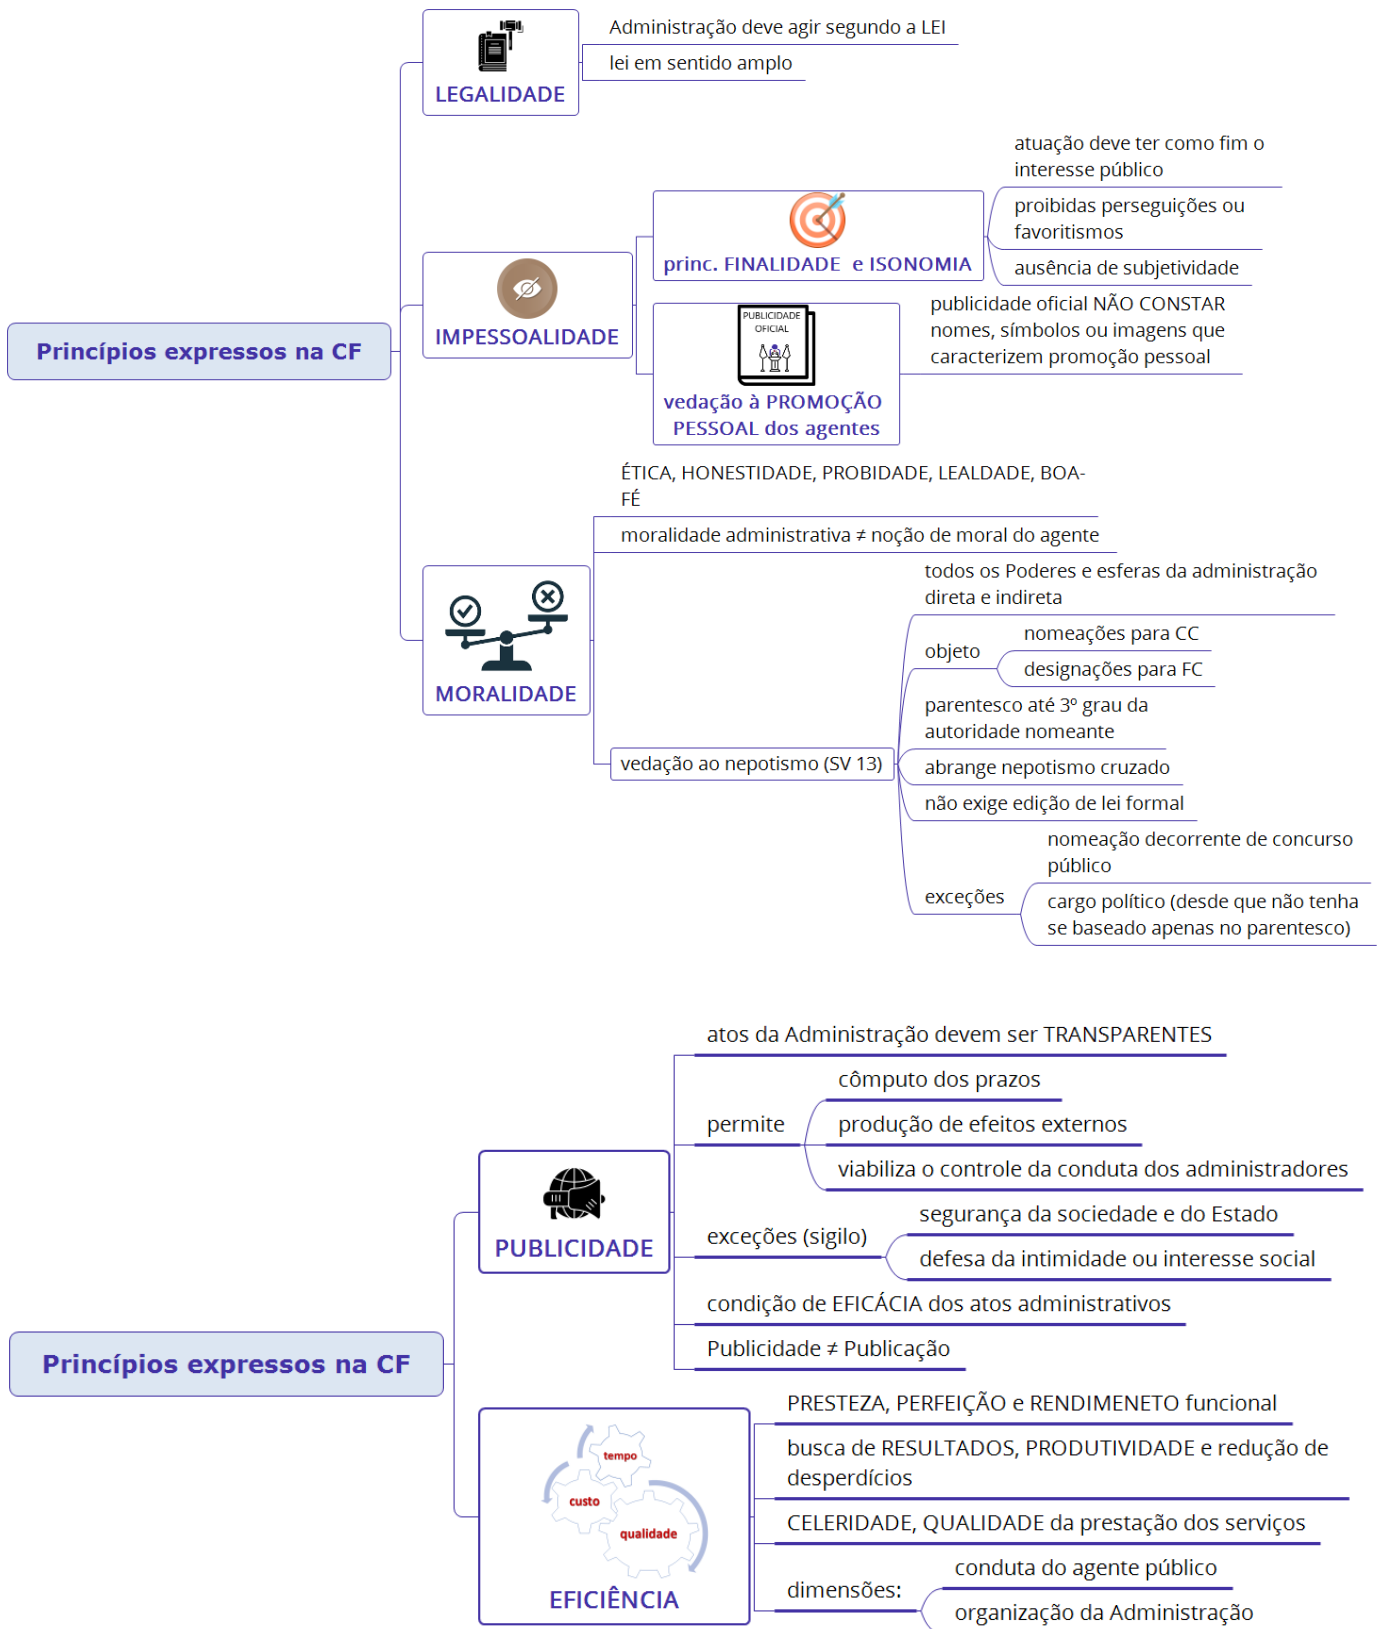 Princípios expressos na CF
LEGALIDADE
Administração deve agir segundo a LEI
lei em sentido amplo
IMPESSOALIDADE
princ. FINALIDADE e ISONOMIA
atuação deve ter como fim o
interesse público
proibidas perseguições ou
favoritismos
ausência de subjetividade
PUBLICIDADE
OFICIAL
vedação à PROMOÇÃO
PESSOAL dos agentes
publicidade oficial NÃO CONSTAR
nomes, símbolos ou imagens que
caracterizem promoção pessoal
MORALIDADE
ÉTICA, HONESTIDADE, PROBIDADE, LEALDADE, BOA-
FÉ
moralidade administrativa ≠ noção de moral do agente
vedação ao nepotismo (SV 13)
todos os Poderes e esferas da administração
direta e indireta
objeto
nomeações para CC
designações para FC
parentesco até 3º grau da
autoridade nomeante
abrange nepotismo cruzado
não exige edição de lei formal
exceções
nomeação decorrente de concurso
público
cargo político (desde que não tenha
se baseado apenas no parentesco)
Princípios expressos na CF
PUBLICIDADE
atos da Administração devem ser TRANSPARENTES
permite
cômputo dos prazos
produção de efeitos externos
viabiliza o controle da conduta dos administradores
exceções (sigilo)
segurança da sociedade e do Estado
defesa da intimidade ou interesse social
condição de EFICÁCIA dos atos administrativos
Publicidade ≠ Publicação
tempo
custo
qualidade
EFICIÊNCIA
PRESTEZA, PERFEIÇÃO e RENDIMENETO funcional
busca de RESULTADOS, PRODUTIVIDADE e redução de
desperdícios
CELERIDADE, QUALIDADE da prestação dos serviços
dimensões:
conduta do agente público
organização da Administração